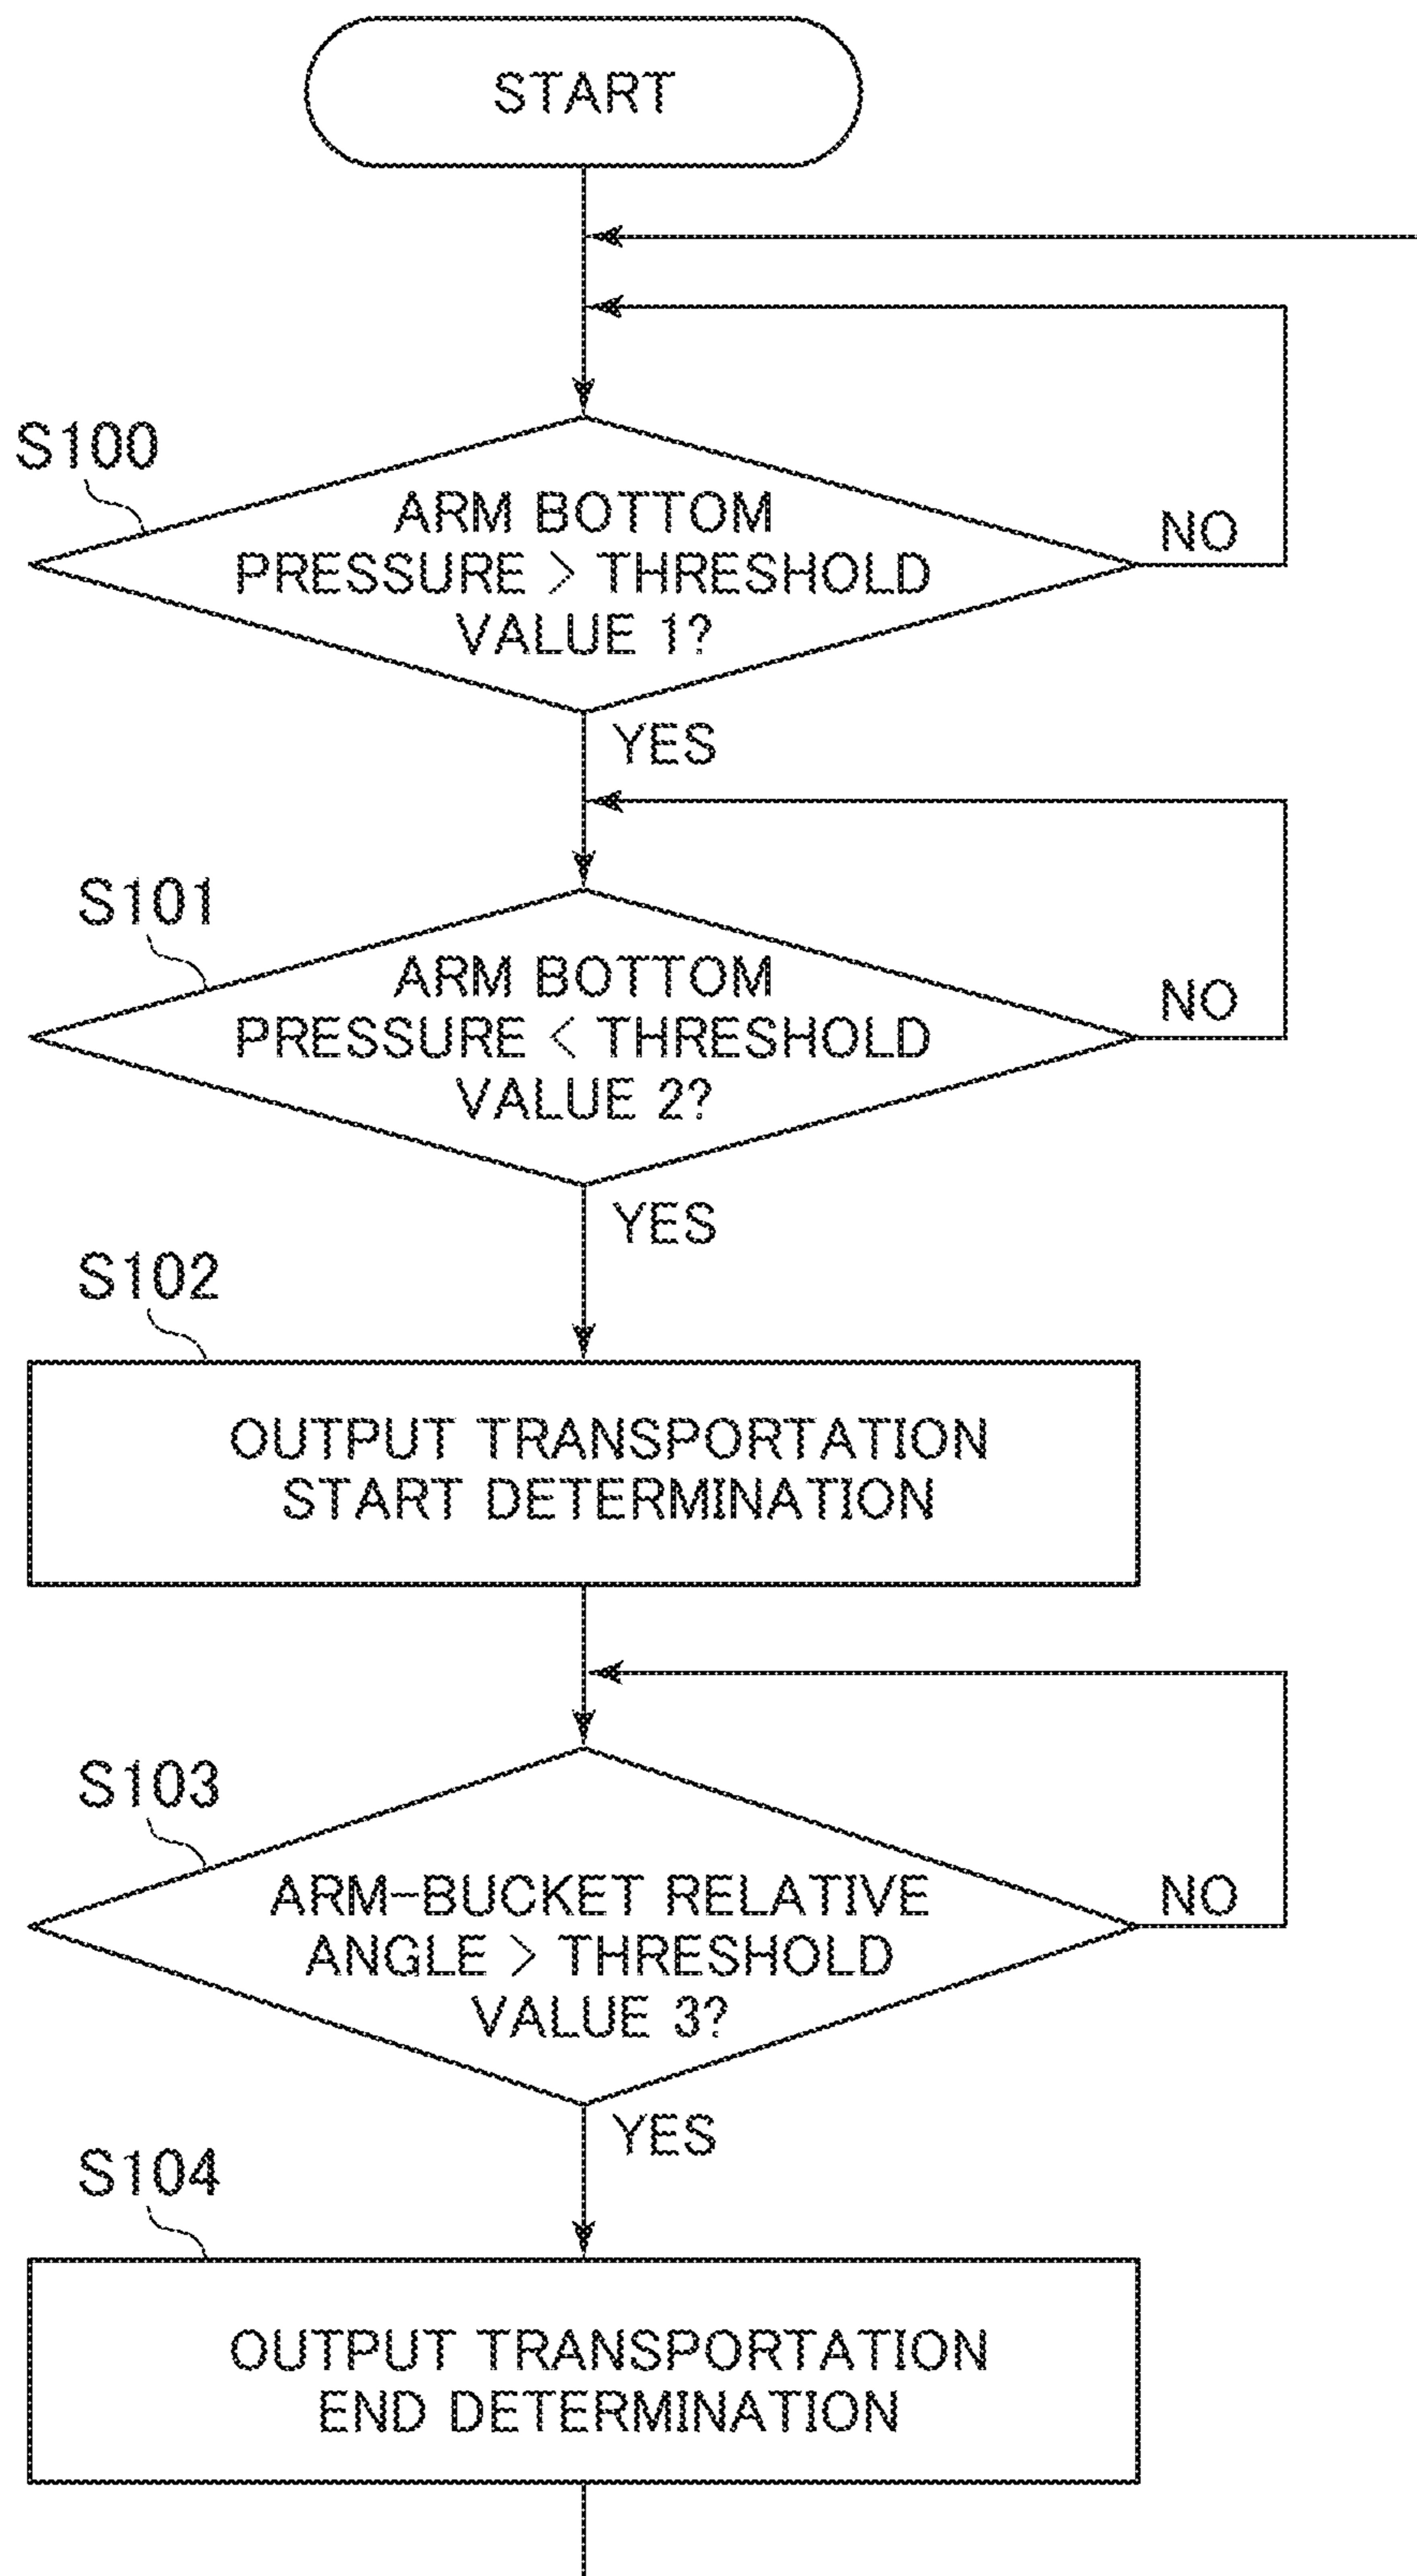 START
S100
ARM BOTTOM
PRESSURE > THRESHOLD
VALUE 1?
NO
YES
S101
ARM BOTTOM
PRESSURE < THRESHOLD
VALUE 2?
NO
YES
S102
OUTPUT TRANSPORTATION
START DETERMINATION
S103
ARM-BUCKET RELATIVE
ANGLE > THRESHOLD
VALUE 3?
NO
YES
S104
OUTPUT TRANSPORTATION
END DETERMINATION